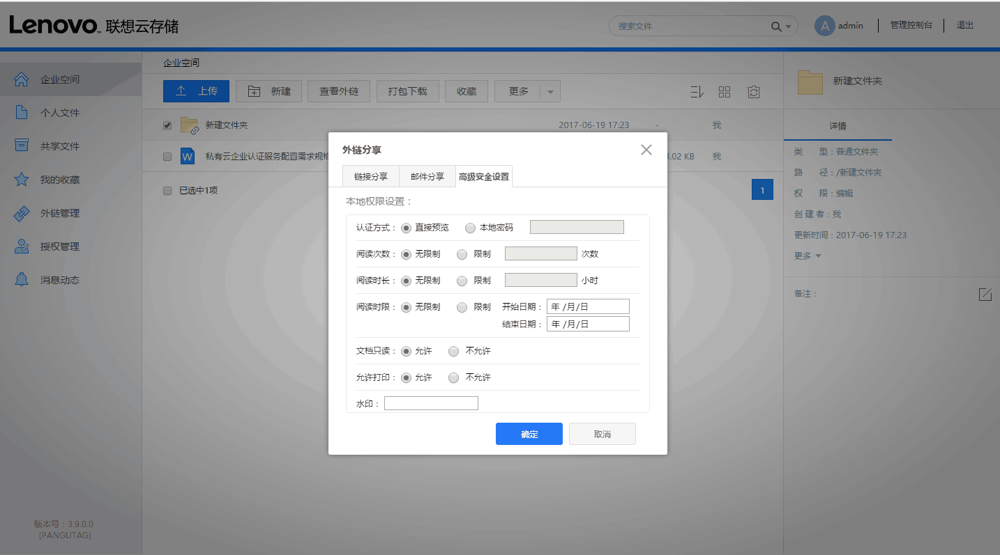 Lenovo™ 联想云存储
搜索文件
A admin
管理控制台
退出
企业空间
个人文件
共享文件
我的收藏
外链管理
授权管理
消息动态
版本号：3.9.0.0
{PANGUTAG}
企业空间
上传 新建 查看外链 打包下载 收藏 更多
新建文件夹 2017-06-19 17:23 - 我
W 私有云企业认证服务配置需求规格 4.02 KB 我
已选中1项 1
外链分享
链接分享 邮件分享 高级安全设置
本地权限设置：
认证方式： 直接预览 本地密码
阅读次数： 无限制 限制 次数
阅读时长： 无限制 限制 小时
阅读时限： 无限制 限制 开始日期： 年 /月/日
结束日期： 年 /月/日
文档只读： 允许 不允许
允许打印： 允许 不允许
水印：
确定 取消
新建文件夹
详情
类 型：普通文件夹
路 径：/新建文件夹
权 限：编辑
创 建 者：我
更新时间：2017-06-19 17:23
更多
备注：